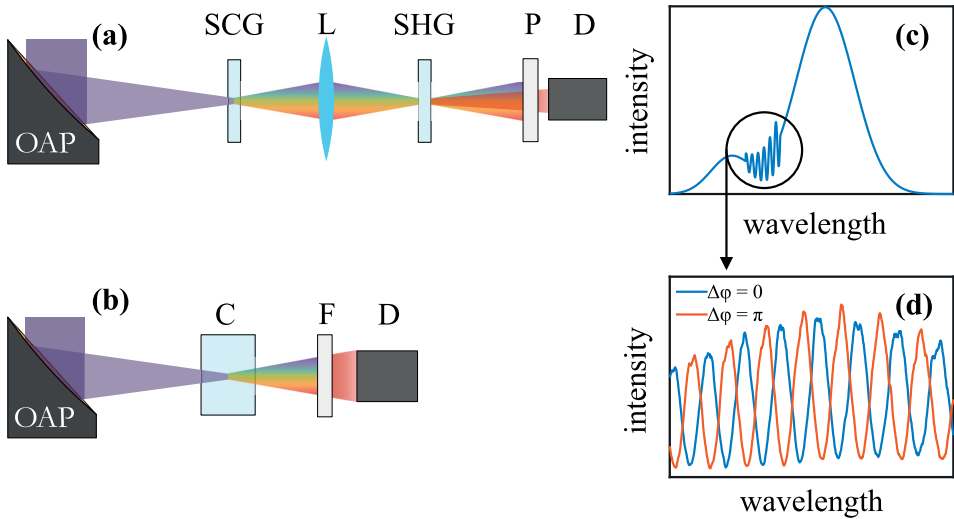 (a)
SCG
L
SHG
P
D
OAP
(b)
C
F
D
OAP
(c)
intensity
wavelength
(d)
Δφ = 0
Δφ = π
intensity
wavelength